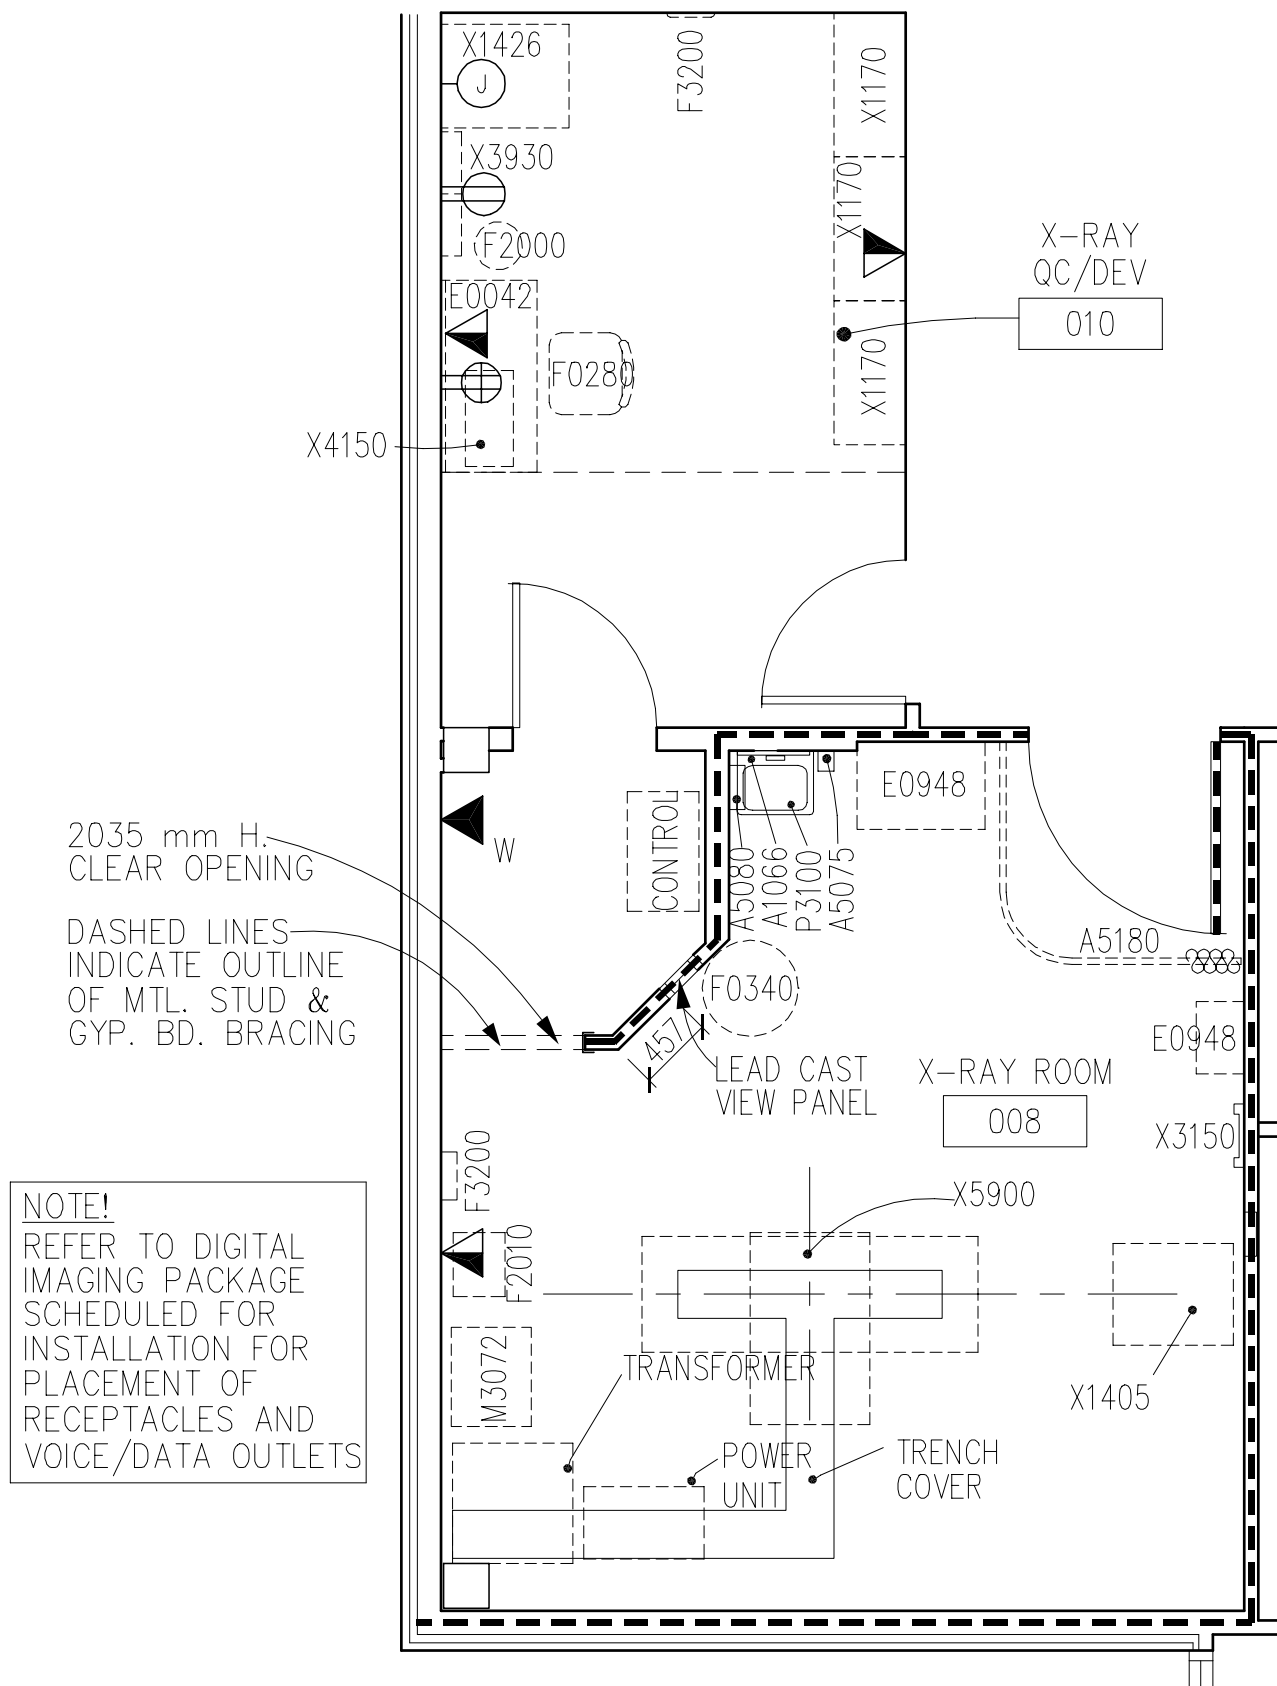 X1426
J
F3200
X1170
X3930
X1170
F2000
X-RAY
QC/DEV
010
E0042
F0280
X1170
X4150
2035 mm H.
CLEAR OPENING
W
CONTROL
E0948
A5080
A1066
P3100
A5075
DASHED LINES
INDICATE OUTLINE
OF MTL. STUD &
GYP. BD. BRACING
A5180
F0340
457
LEAD CAST
VIEW PANEL
E0948
X-RAY ROOM
008
X3150
F3200
X5900
NOTE!
REFER TO DIGITAL
IMAGING PACKAGE
SCHEDULED FOR
INSTALLATION FOR
PLACEMENT OF
RECEPTACLES AND
VOICE/DATA OUTLETS
F2010
M3072
TRANSFORMER
X1405
POWER
UNIT
TRENCH
COVER